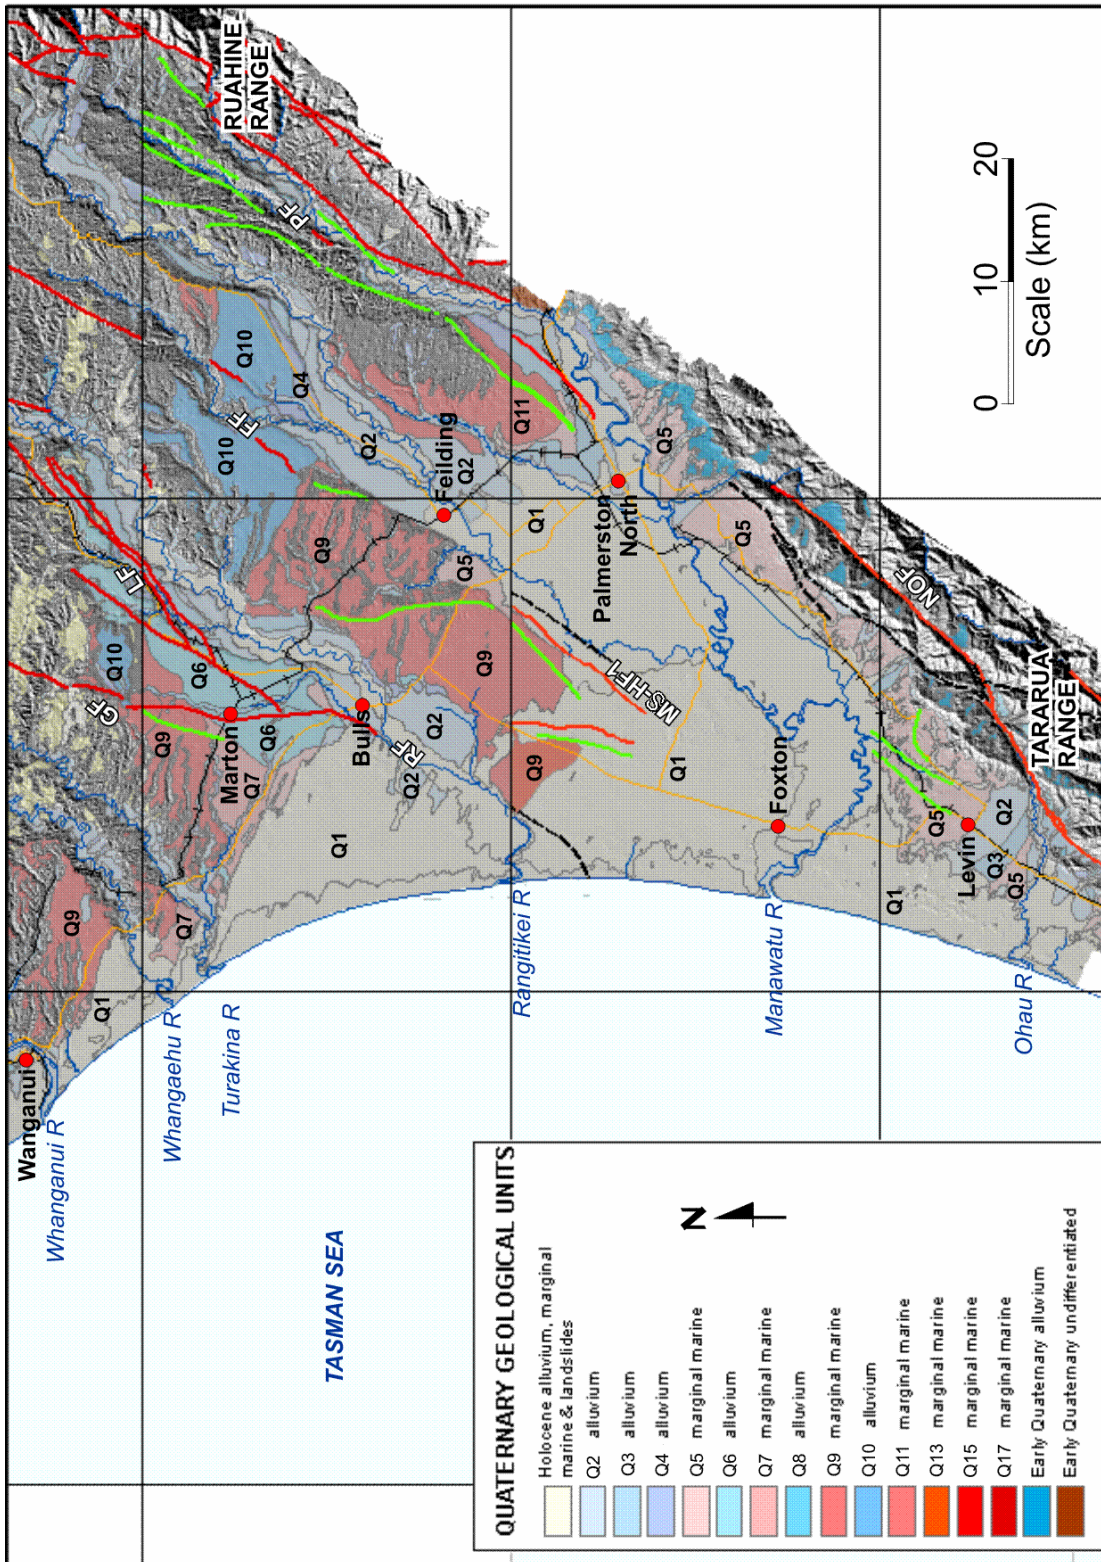 RUAHINE
RANGE
PF
Q10
Q4
Q10
FF
Q2
Q11
Feilding
Q2
Q5
LF
Q9
Q5
Q1
Palmerston
North
Q5
NOF
Q10
Q6
GF
Q9
Marton
Q6
Q7
Bulls
RF
Q2
Q2
Q9
Q9
MS-HF1
Q1
Foxton
TARARUA
RANGE
Q5
Q2
Levin
Q3
Q5
Q1
Q1
Q9
Q7
Q1
Wanganui
Whanganui R
Whangaehu R
Turakina R
Rangitikei R
Manawatu R
Ohau R
TASMAN SEA
0 10 20
Scale (km)
N
QUATERNARY GEOLOGICAL UNITS
Holocene alluvium, marginal
marine & landslides
Q2 alluvium
Q3 alluvium
Q4 alluvium
Q5 marginal marine
Q6 alluvium
Q7 marginal marine
Q8 alluvium
Q9 marginal marine
Q10 alluvium
Q11 marginal marine
Q13 marginal marine
Q15 marginal marine
Q17 marginal marine
Early Quaternary alluvium
Early Quaternary undifferentiated